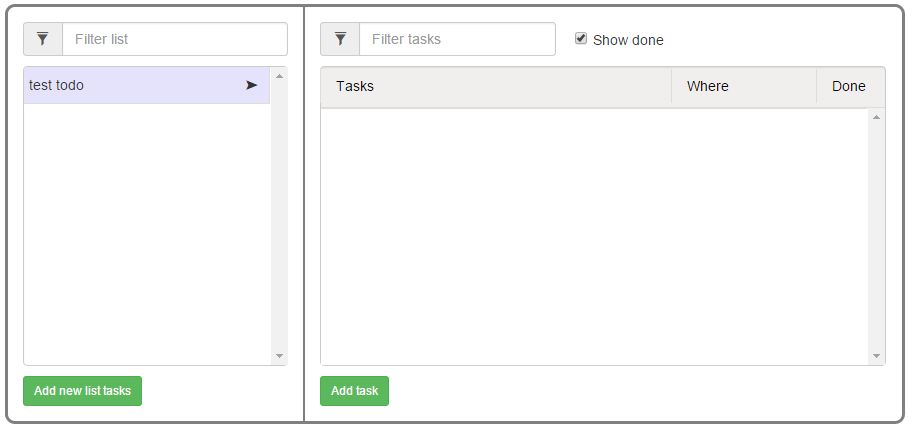 Filter list
test todo
Add new list tasks
Filter tasks
Show done
Tasks Where Done
Add task